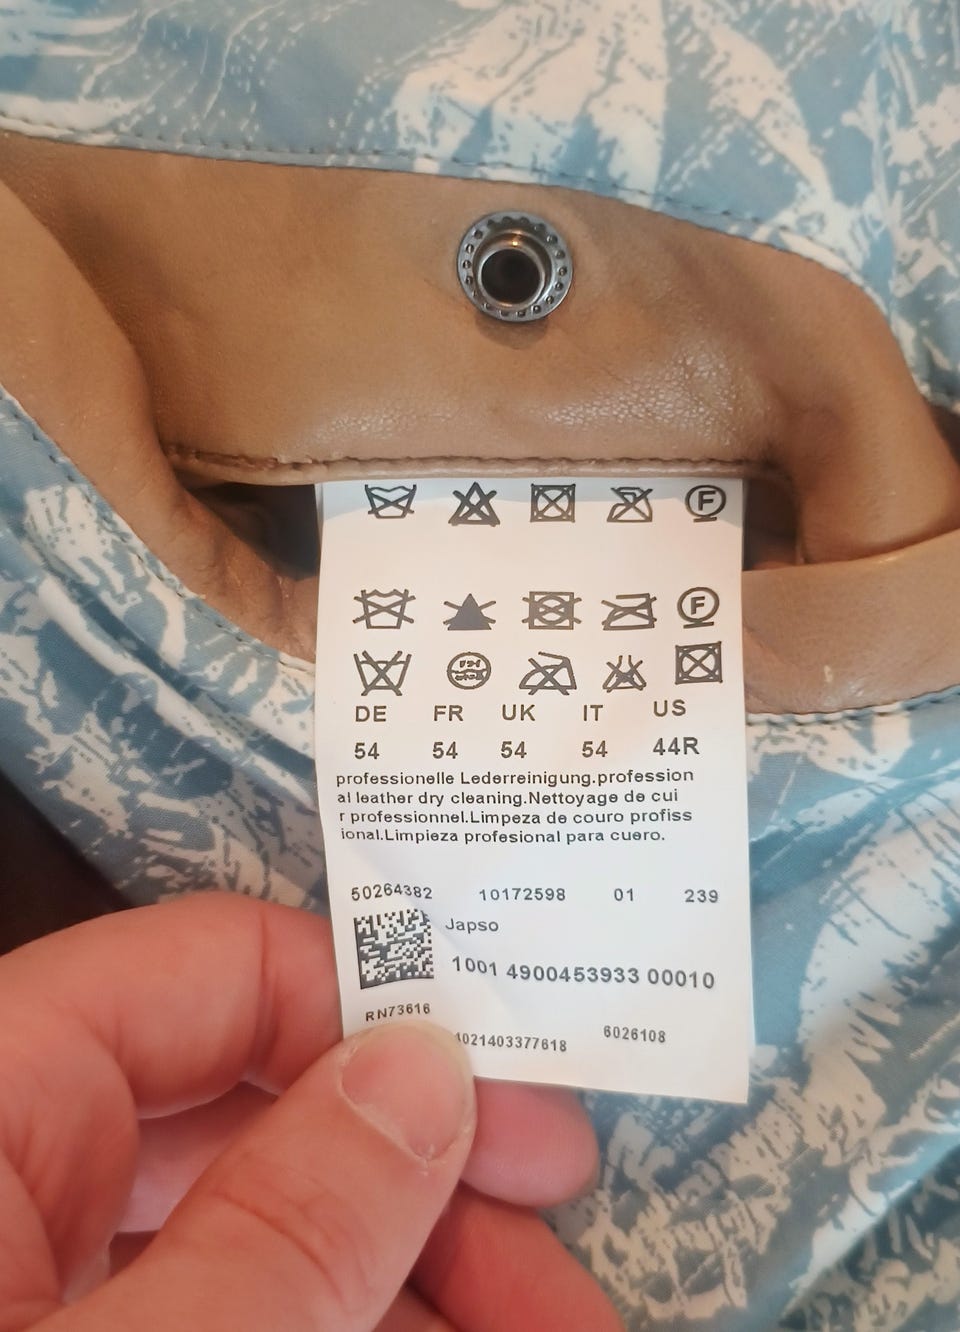 F
F
DE FR UK IT US
54 54 54 54 44R
professionelle Lederreinigung.profession
al leather dry cleaning.Nettoyage de cui
r professionnel.Limpeza de couro profiss
ional.Limpieza profesional para cuero.
50264382 10172598 01 239
Japso
1001 4900453933 00010
RN73616
1021403377618 6026108